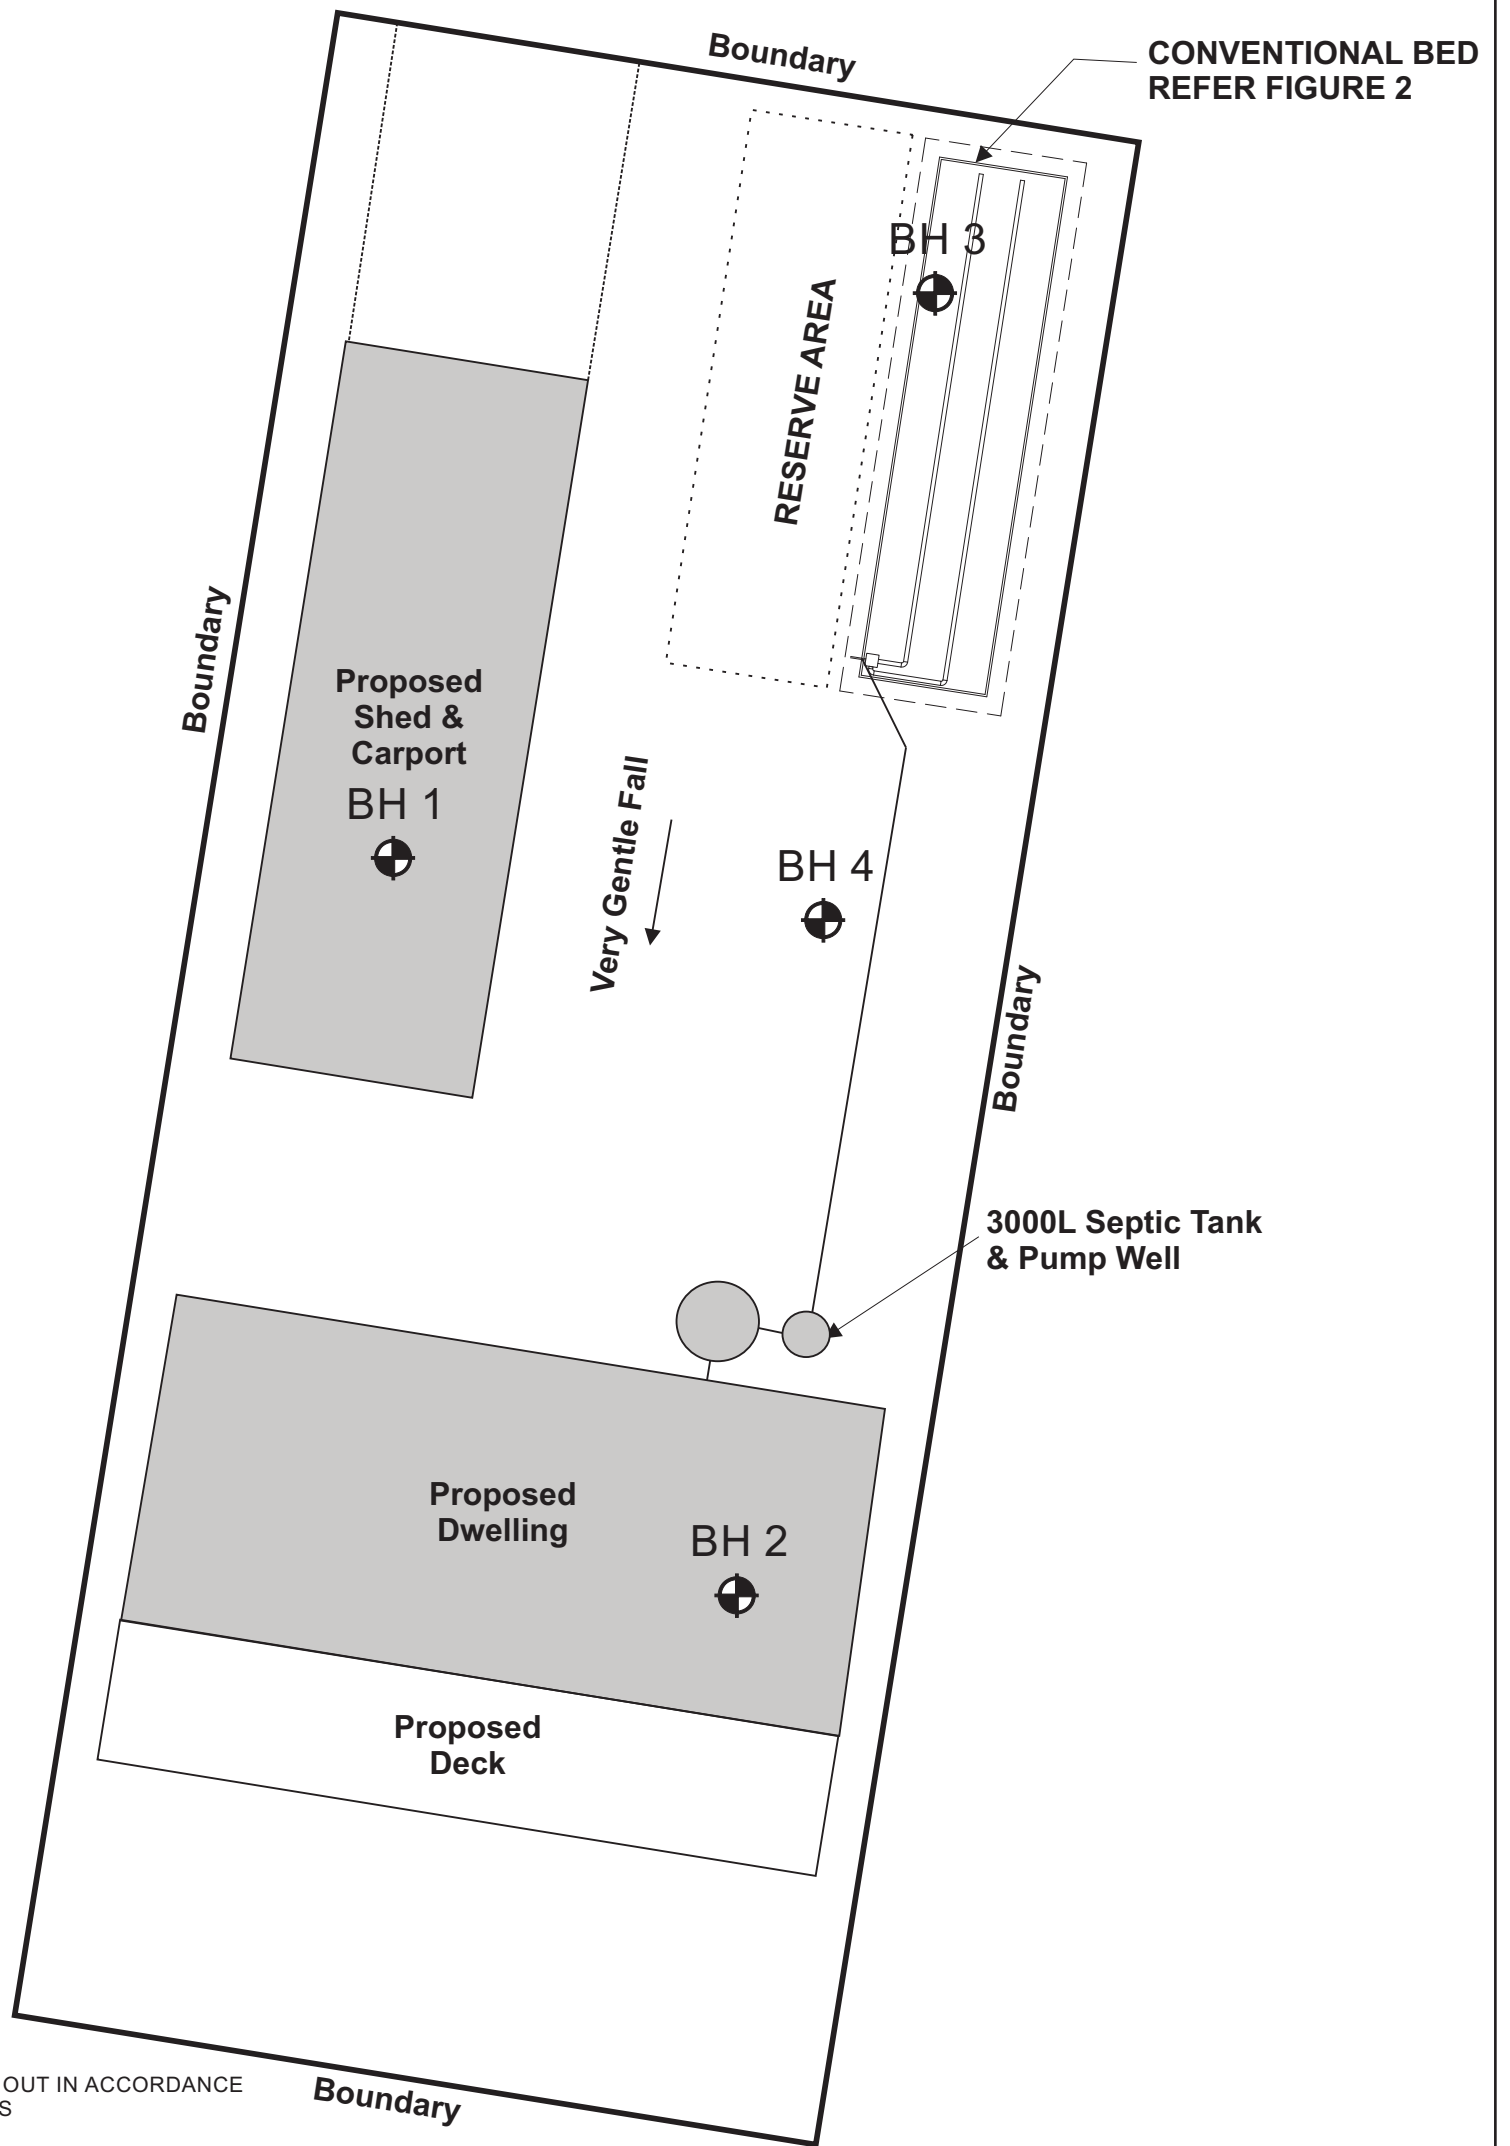 Boundary
CONVENTIONAL BED
REFER FIGURE 2
BH 3
RESERVE AREA
Boundary
Proposed
Shed &
Carport
BH 1
Very Gentle Fall
BH 4
Boundary
3000L Septic Tank
& Pump Well
Proposed
Dwelling
BH 2
Proposed
Deck
OUT IN ACCORDANCE
S
Boundary